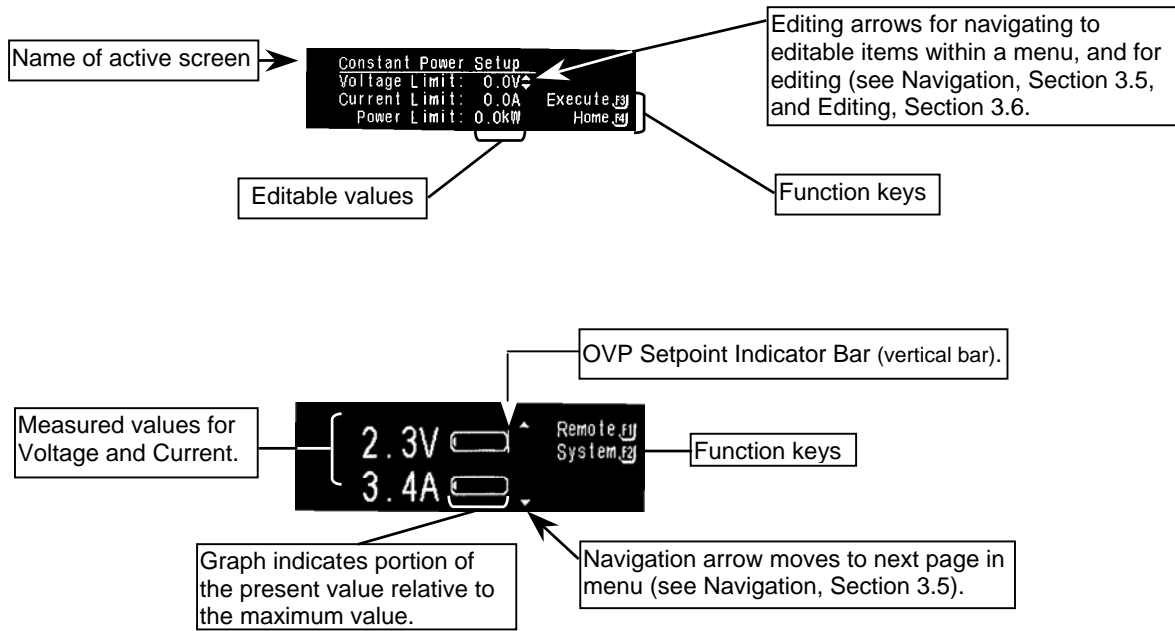 Name of active screen
Constant Power Setup
Voltage Limit: 0.0V
Current Limit: 0.0A
Power Limit: 0.0kW
Execute F3
Home F4
Editing arrows for navigating to
editable items within a menu, and for
editing (see Navigation, Section 3.5,
and Editing, Section 3.6.
Editable values
Function keys
OVP Setpoint Indicator Bar (vertical bar).
Measured values for
Voltage and Current.
2.3V
3.4A
Remote F1
System F2
Function keys
Graph indicates portion of
the present value relative to
the maximum value.
Navigation arrow moves to next page in
menu (see Navigation, Section 3.5).